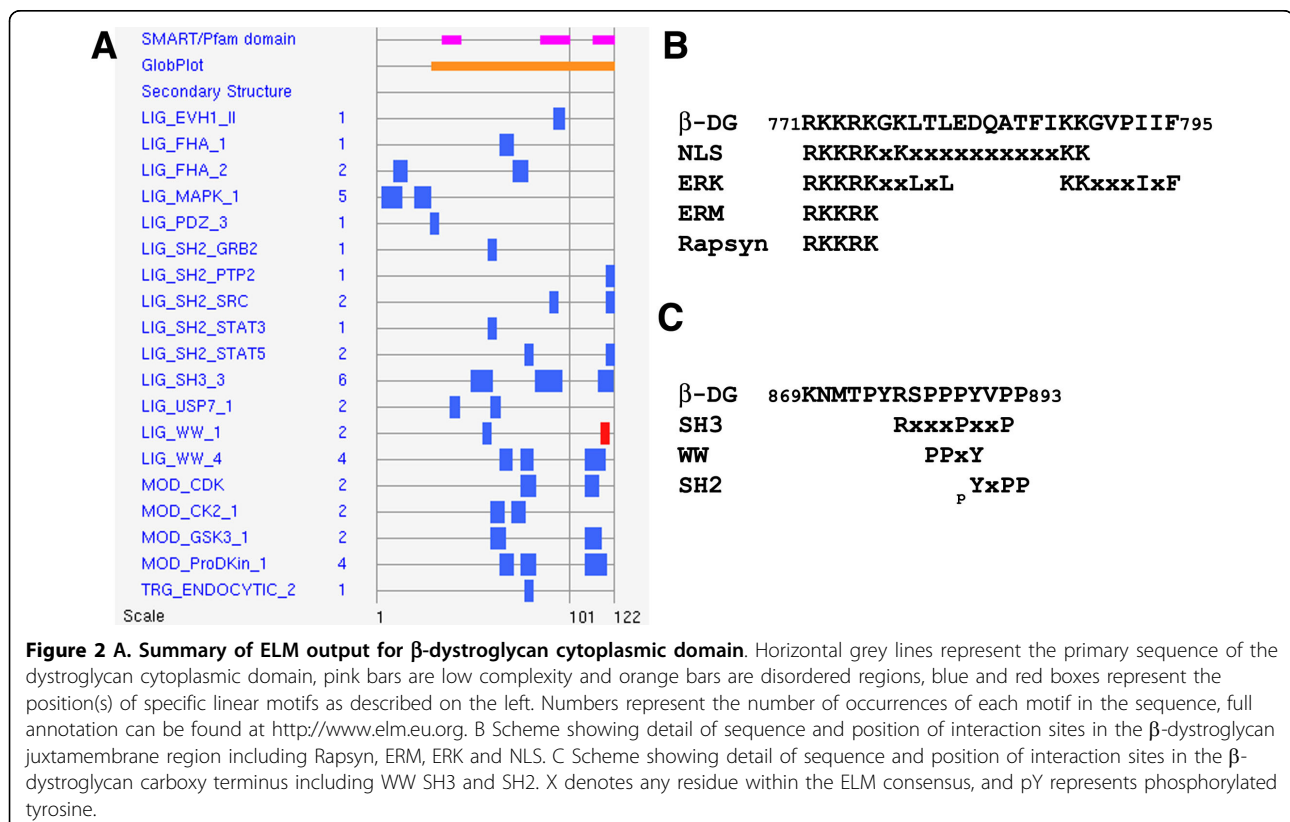 A
SMART/Pfam domain
GlobPlot
Secondary Structure
LIG_EVH1_II 1
LIG_FHA_1 1
LIG_FHA_2 2
LIG_MAPK_1 5
LIG_PDZ_3 1
LIG_SH2_GRB2 1
LIG_SH2_PTP2 1
LIG_SH2_SRC 2
LIG_SH2_STAT3 1
LIG_SH2_STAT5 2
LIG_SH3_3 6
LIG_USP7_1 2
LIG_WW_1 2
LIG_WW_4 4
MOD_CDK 2
MOD_CK2_1 2
MOD_GSK3_1 2
MOD_ProDKin_1 4
TRG_ENDOCYTIC_2 1
Scale 1 101 122
B
β-DG 771RKKRKGKLTLEDQATFIKKGVPIIF795
NLS RKKRKxKxxxxxxxxxxKK
ERK RKKRKxxLxL KKxxxIxF
ERM RKKRK
Rapsyn RKKRK
C
β-DG 869KNMTPYRSPPPYVPP893
SH3 RxxxPxxP
WW PPxY
SH2 pYxPP
Figure 2 A. Summary of ELM output for β-dystroglycan cytoplasmic domain. Horizontal grey lines represent the primary sequence of the
dystroglycan cytoplasmic domain, pink bars are low complexity and orange bars are disordered regions, blue and red boxes represent the
position(s) of specific linear motifs as described on the left. Numbers represent the number of occurrences of each motif in the sequence, full
annotation can be found at http://www.elm.eu.org. B Scheme showing detail of sequence and position of interaction sites in the β-dystroglycan
juxtamembrane region including Rapsyn, ERM, ERK and NLS. C Scheme showing detail of sequence and position of interaction sites in the β-
dystroglycan carboxy terminus including WW SH3 and SH2. X denotes any residue within the ELM consensus, and pY represents phosphorylated
tyrosine.